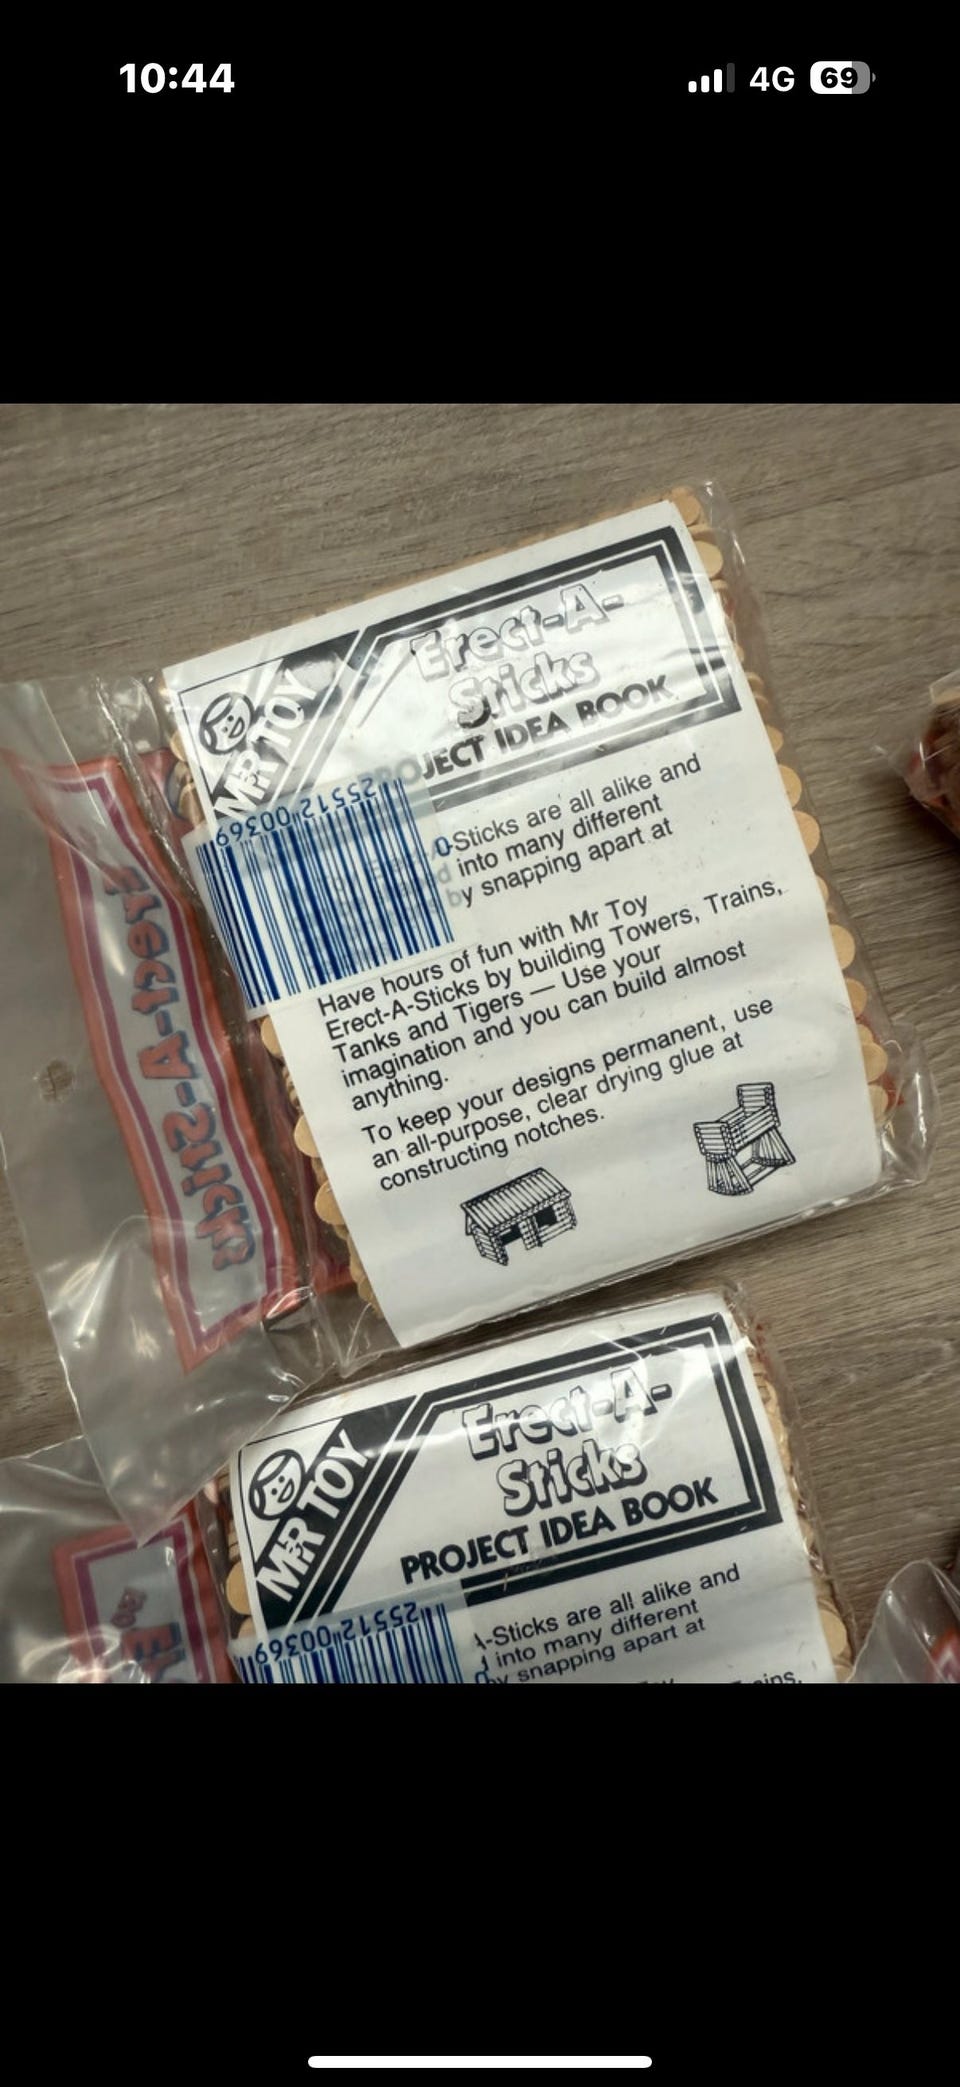 10:44
4G
69
MR TOY
Erect-A-
Sticks
PROJECT IDEA BOOK
25512 00369
0
-Sticks are all alike and
into many different
by snapping apart at
Have hours of fun with Mr Toy
Erect-A-Sticks by building Towers, Trains,
Tanks and Tigers — Use your
imagination and you can build almost
anything.
To keep your designs permanent, use
an all-purpose, clear drying glue at
constructing notches.
Erect-A-Stick
MR TOY
Erect-A-
Sticks
PROJECT IDEA BOOK
25512 00369
-Sticks are all alike and
into many different
by snapping apart at